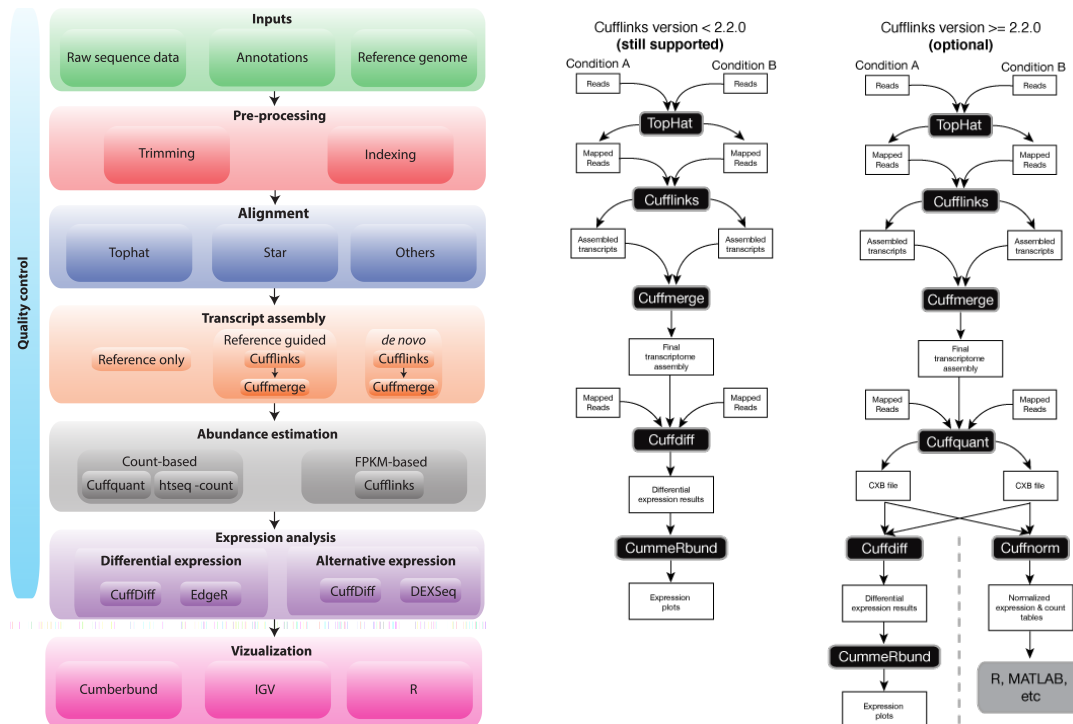 Quality control
Inputs
Raw sequence data
Annotations
Reference genome
Pre-processing
Trimming
Indexing
Alignment
Tophat
Star
Others
Transcript assembly
Reference only
Reference guided
Cufflinks
Cuffmerge
de novo
Cufflinks
Cuffmerge
Abundance estimation
Count-based
Cuffquant
htseq -count
FPKM-based
Cufflinks
Expression analysis
Differential expression
CuffDiff
EdgeR
Alternative expression
CuffDiff
DEXSeq
Vizualization
Cumberbund
IGV
R
Cufflinks version < 2.2.0
(still supported)
Condition A
Condition B
Reads
Reads
TopHat
Mapped
Reads
Mapped
Reads
Cufflinks
Assembled
transcripts
Assembled
transcripts
Cuffmerge
Final
transcriptome
assembly
Mapped
Reads
Mapped
Reads
Cuffdiff
Differential
expression results
CummeRbund
Expression
plots
Cufflinks version >= 2.2.0
(optional)
Condition A
Condition B
Reads
Reads
TopHat
Mapped
Reads
Mapped
Reads
Cufflinks
Assembled
transcripts
Assembled
transcripts
Cuffmerge
Final
transcriptome
assembly
Mapped
Reads
Mapped
Reads
Cuffquant
CXB file
CXB file
Cuffdiff
Cuffnorm
Differential
expression results
Normalized
expression & count
tables
CummeRbund
R, MATLAB,
etc
Expression
plots